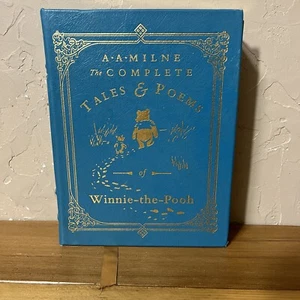 A.A.MILNE
The COMPLETE
TALES & POEMS
of
Winnie-the-Pooh